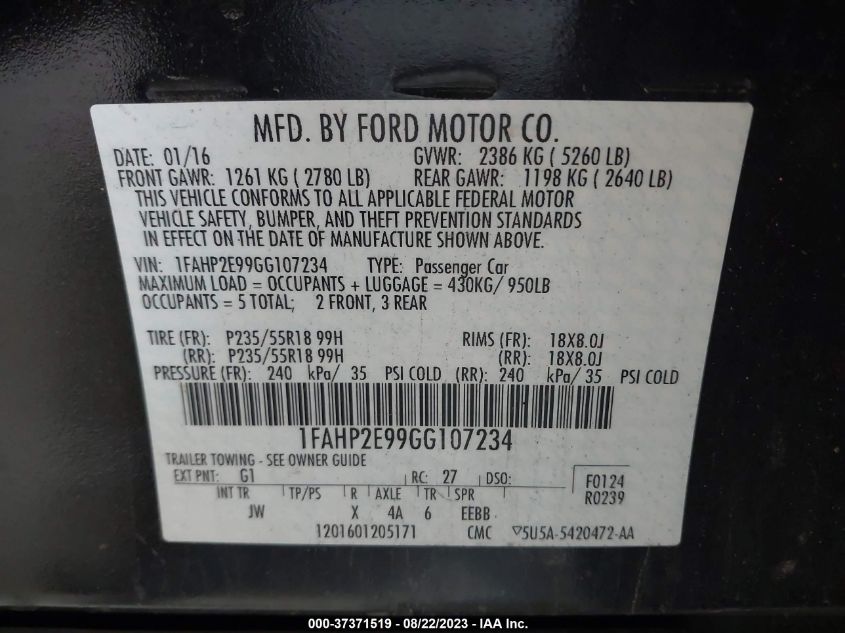 MFD. BY FORD MOTOR CO.
DATE: 01/16 GVWR: 2386 KG ( 5260 LB)
FRONT GAWR: 1261 KG ( 2780 LB) REAR GAWR: 1198 KG ( 2640 LB)
THIS VEHICLE CONFORMS TO ALL APPLICABLE FEDERAL MOTOR
VEHICLE SAFETY, BUMPER, AND THEFT PREVENTION STANDARDS
IN EFFECT ON THE DATE OF MANUFACTURE SHOWN ABOVE.
VIN: 1FAHP2E99GG107234 TYPE: Passenger Car
MAXIMUM LOAD = OCCUPANTS + LUGGAGE = 430KG/ 950LB
OCCUPANTS = 5 TOTAL; 2 FRONT, 3 REAR
TIRE (FR): P235/55R18 99H RIMS (FR): 18X8.0J
(RR): P235/55R18 99H (RR): 18X8.0J
PRESSURE (FR): 240 kPa/ 35 PSI COLD (RR): 240 kPa/ 35 PSI COLD
1FAHP2E99GG107234
TRAILER TOWING - SEE OWNER GUIDE
EXT PNT: G1 RC: 27 DSO: F0124
INT TR TP/PS R AXLE TR SPR R0239
JW X 4A 6 EEBB
1201601205171 CMC ▽5U5A-5420472-AA
000-37371519 - 08/22/2023 - Copyright IAA, LLC